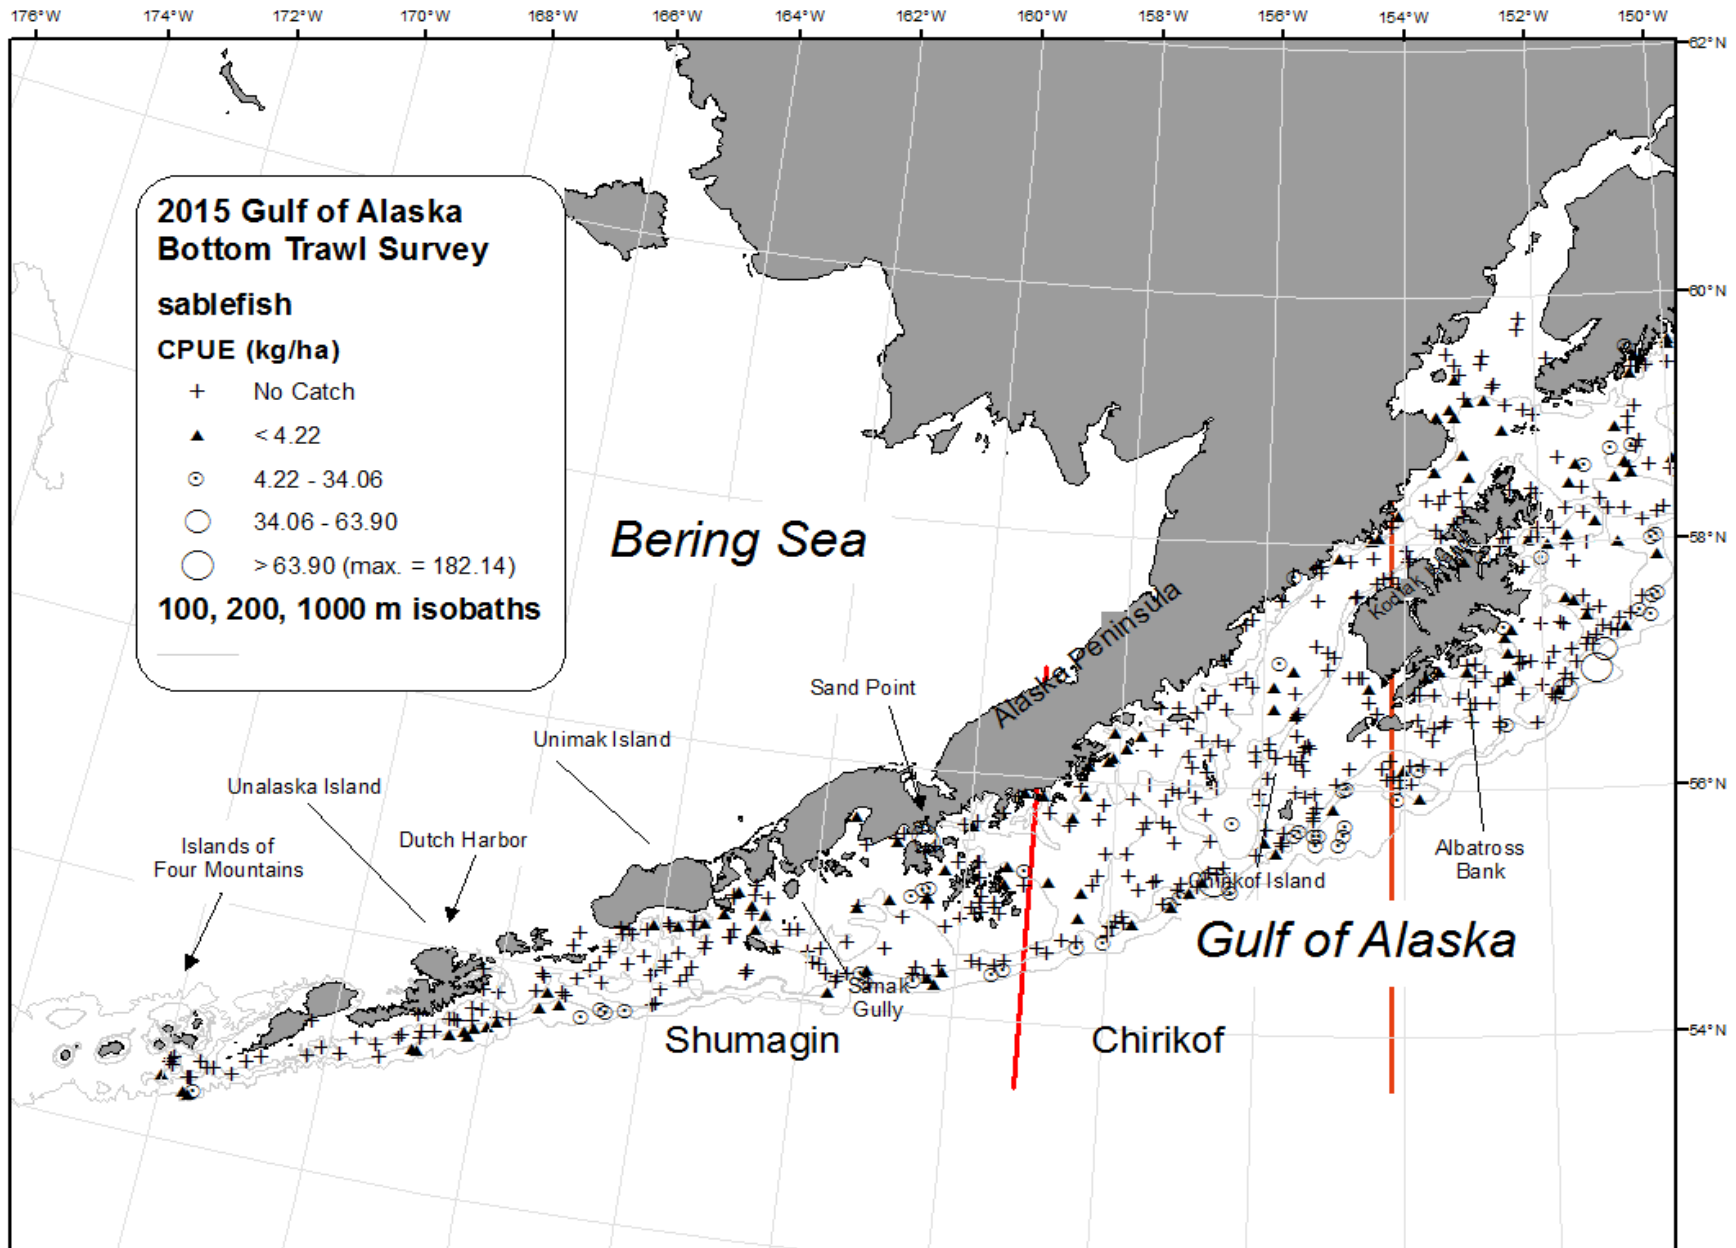 176°W 174°W 172°W 170°W 168°W 166°W 164°W 162°W 160°W 158°W 156°W 154°W 152°W 150°W
62°N
60°N
58°N
56°N
54°N
2015 Gulf of Alaska
Bottom Trawl Survey
sablefish
CPUE (kg/ha)
No Catch
< 4.22
4.22 - 34.06
34.06 - 63.90
> 63.90 (max. = 182.14)
100, 200, 1000 m isobaths
Bering Sea
Alaska Peninsula
Kodiak
Sand Point
Unimak Island
Unalaska Island
Dutch Harbor
Islands of
Four Mountains
Albatross
Bank
Chirikof Island
Gulf of Alaska
Sanak
Gully
Shumagin
Chirikof